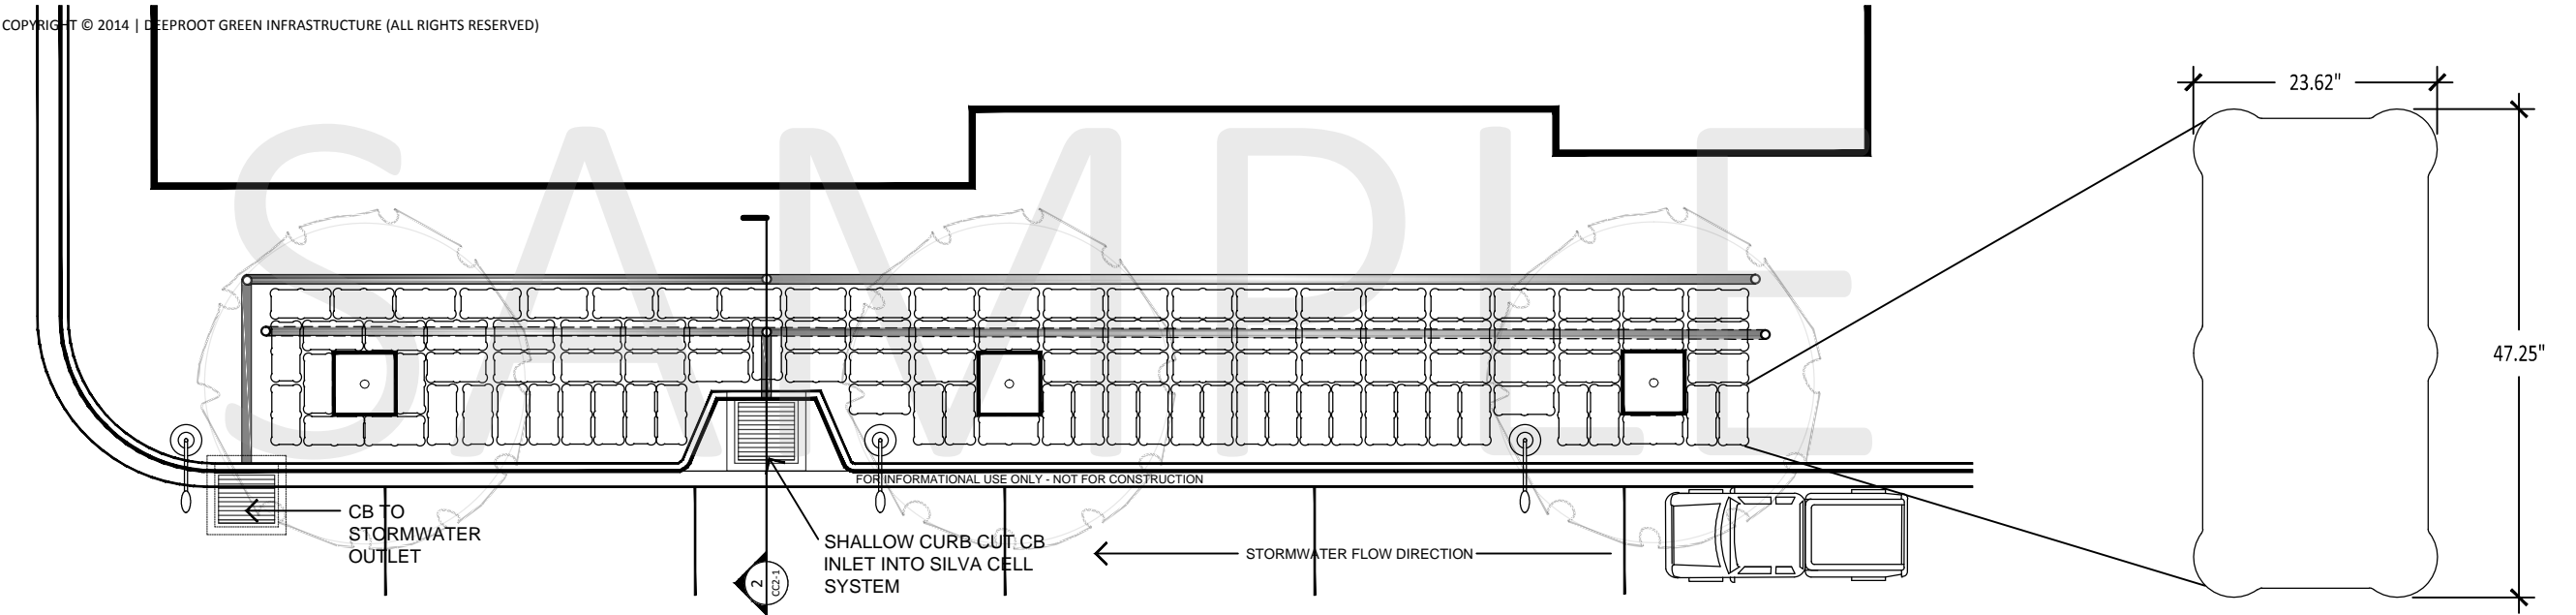 COPYRIGHT © 2014 | DEEPROOT GREEN INFRASTRUCTURE (ALL RIGHTS RESERVED)
23.62"
SAMPLE
47.25"
FOR INFORMATIONAL USE ONLY - NOT FOR CONSTRUCTION
CB TO
STORMWATER
OUTLET
SHALLOW CURB CUT CB
INLET INTO SILVA CELL
SYSTEM
STORMWATER FLOW DIRECTION
2
CC2-1